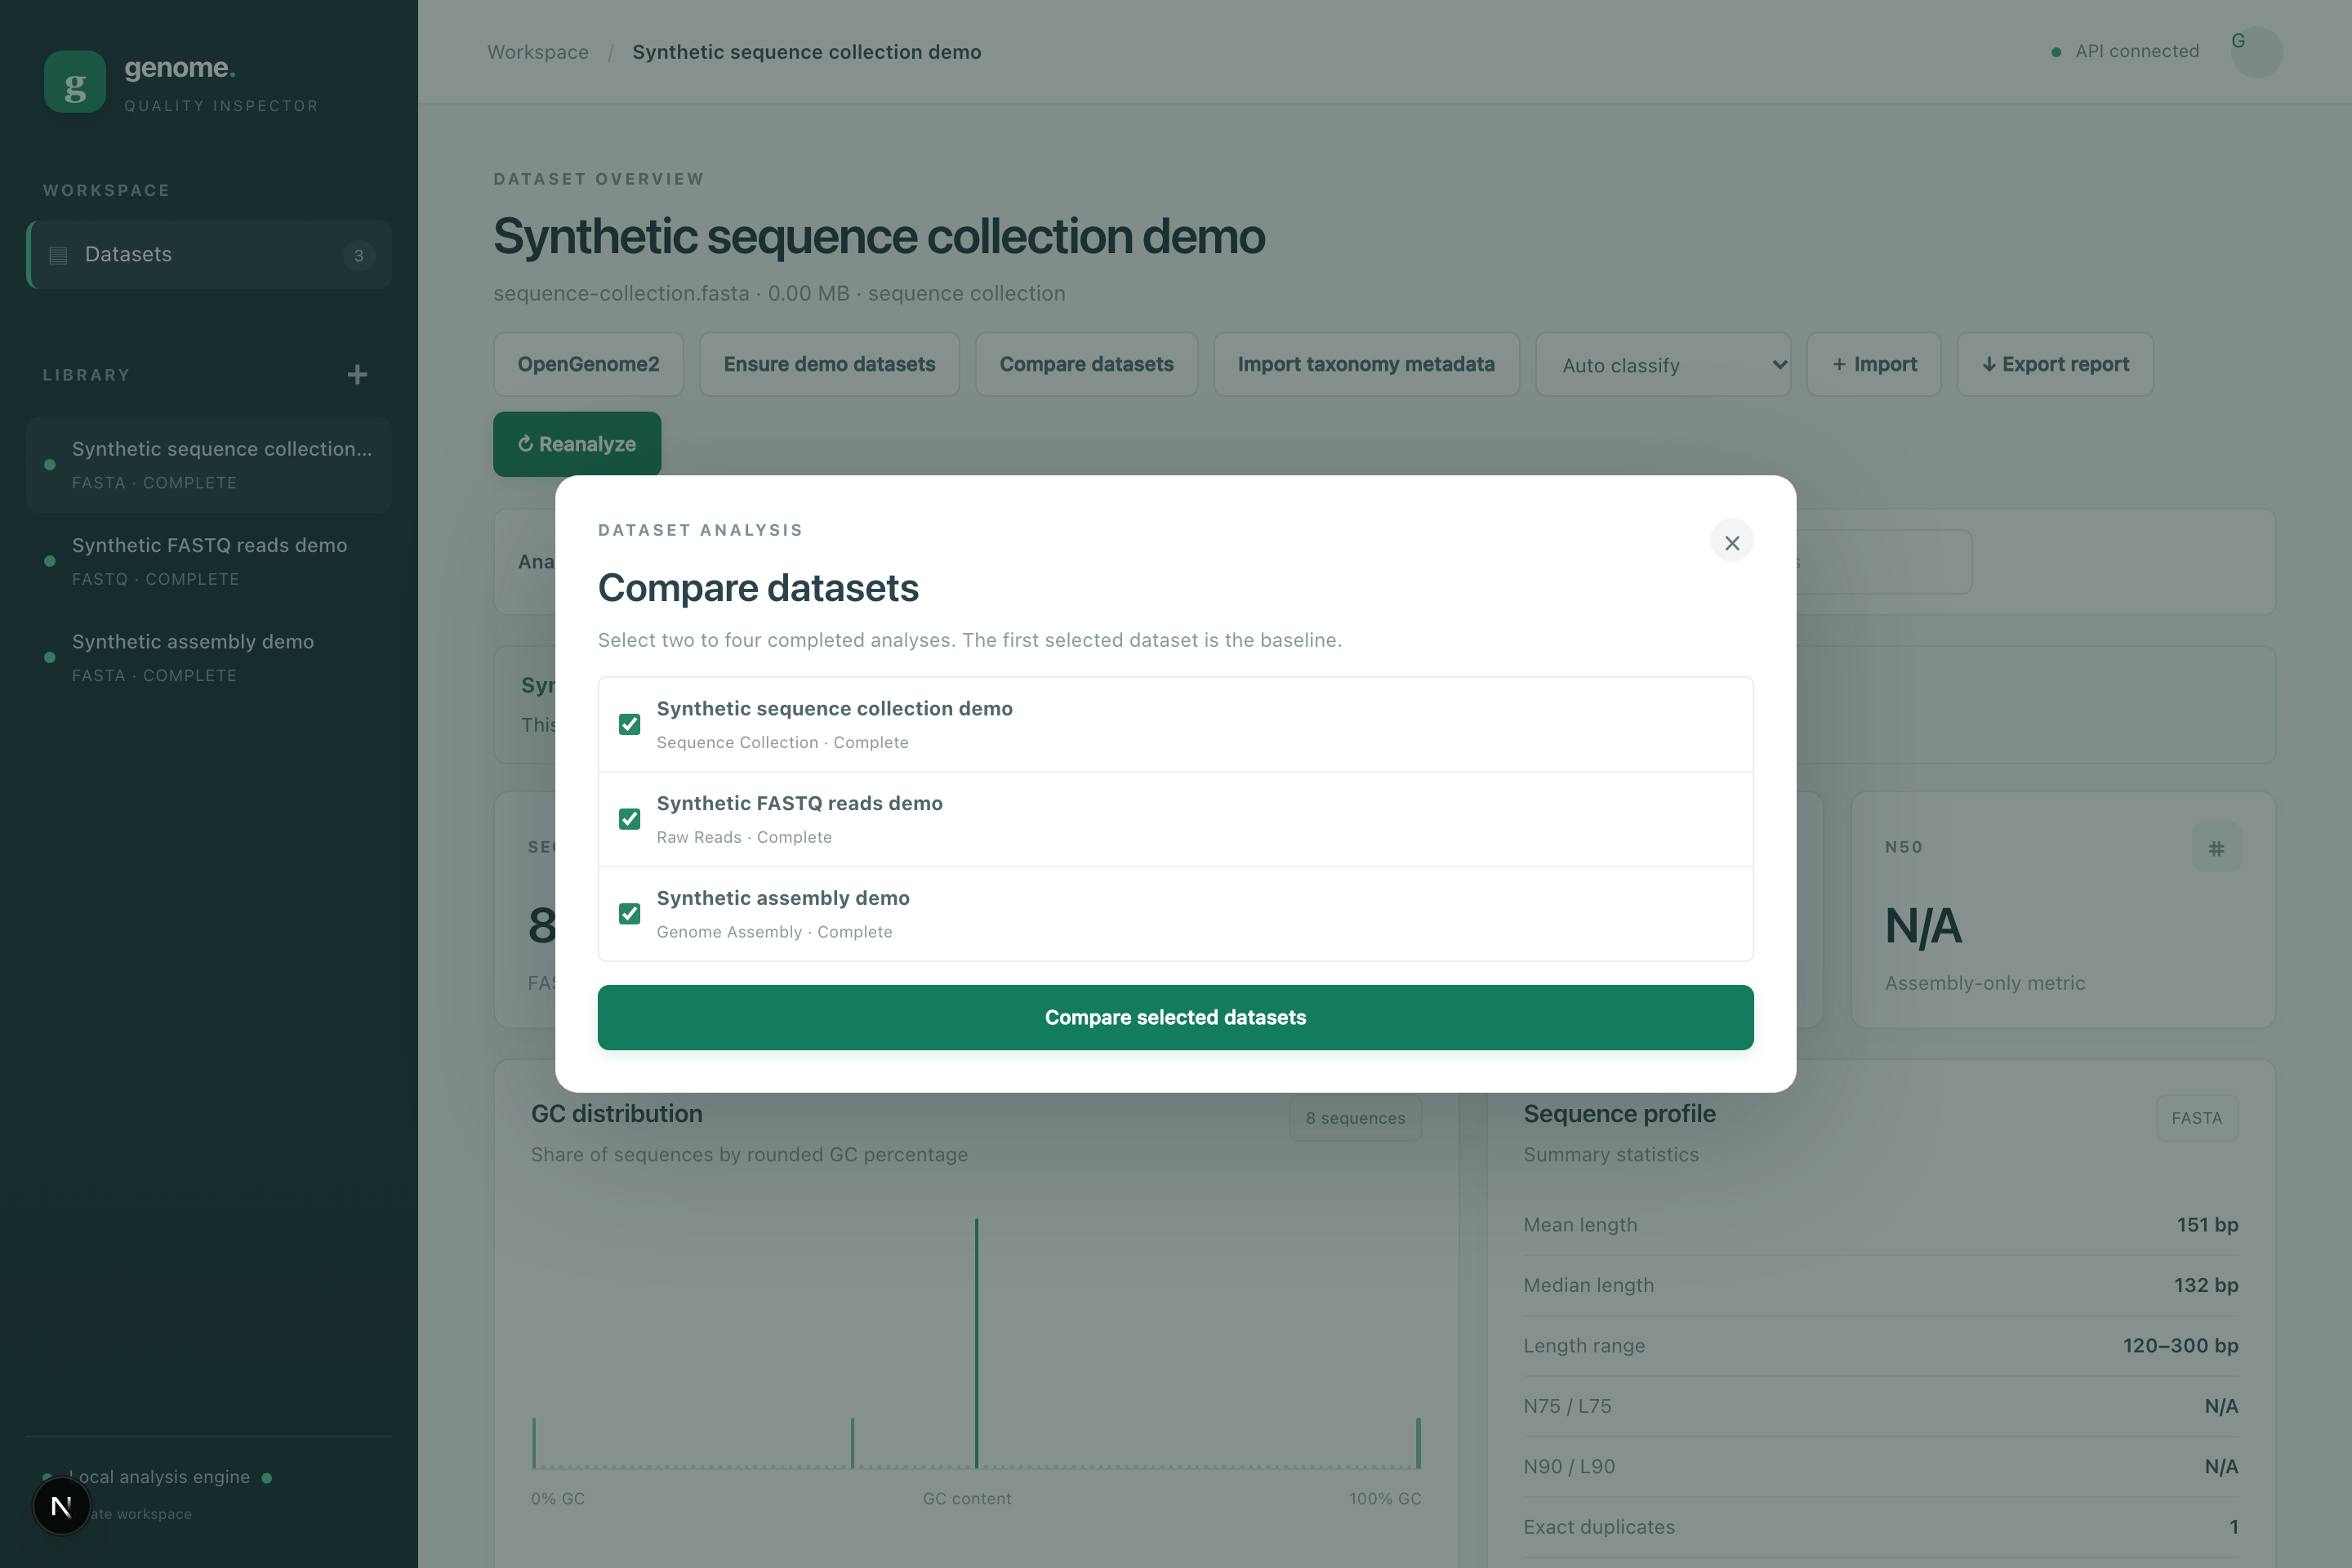 g
genome.
QUALITY INSPECTOR
WORKSPACE
Datasets
3
LIBRARY
+
Synthetic sequence collection...
FASTA · COMPLETE
Synthetic FASTQ reads demo
FASTQ · COMPLETE
Synthetic assembly demo
FASTA · COMPLETE
Local analysis engine
ate workspace
N
Workspace / Synthetic sequence collection demo
API connected
G
DATASET OVERVIEW
Synthetic sequence collection demo
sequence-collection.fasta · 0.00 MB · sequence collection
OpenGenome2
Ensure demo datasets
Compare datasets
Import taxonomy metadata
Auto classify
+ Import
↓ Export report
↻ Reanalyze
Ana
Syn
This
DATASET ANALYSIS
×
Compare datasets
Select two to four completed analyses. The first selected dataset is the baseline.
Synthetic sequence collection demo
Sequence Collection · Complete
Synthetic FASTQ reads demo
Raw Reads · Complete
Synthetic assembly demo
Genome Assembly · Complete
Compare selected datasets
8
N50
#
N/A
Assembly-only metric
GC distribution
8 sequences
Share of sequences by rounded GC percentage
0% GC
GC content
100% GC
Sequence profile
FASTA
Summary statistics
Mean length 151 bp
Median length 132 bp
Length range 120–300 bp
N75 / L75 N/A
N90 / L90 N/A
Exact duplicates 1